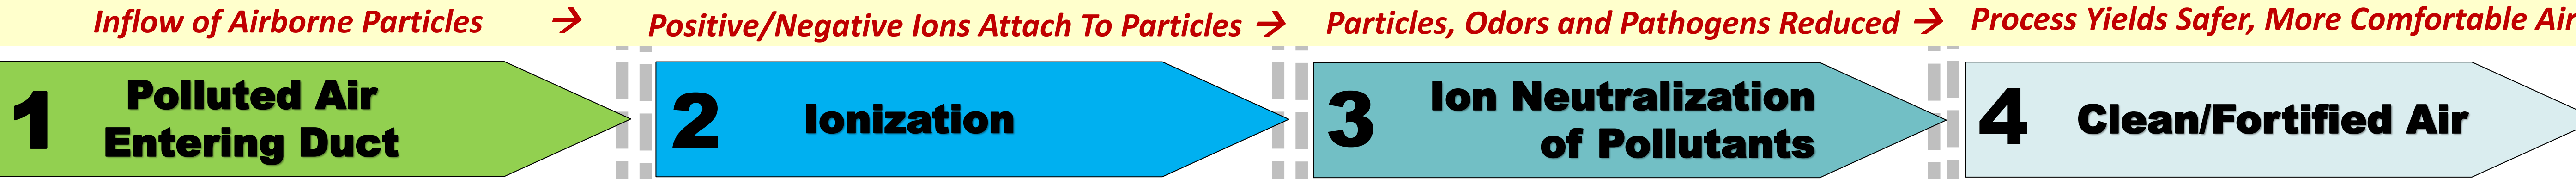 Inflow of Airborne Particles →
Positive/Negative Ions Attach To Particles →
Particles, Odors and Pathogens Reduced →
Process Yields Safer, More Comfortable Air
1
Polluted Air
Entering Duct
2
Ionization
3
Ion Neutralization
of Pollutants
4
Clean/Fortified Air